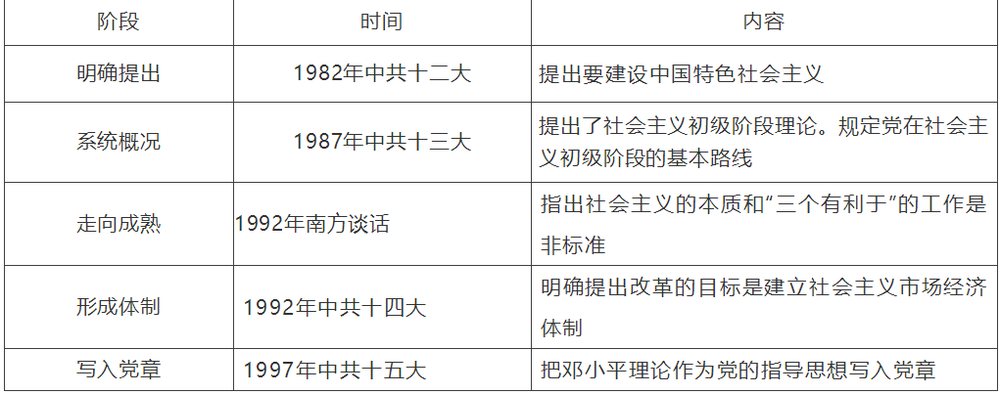 阶段 时间 内容
明确提出 1982年中共十二大 提出要建设中国特色社会主义
系统概况 1987年中共十三大 提出了社会主义初级阶段理论。规定党在社会主
义初级阶段的基本路线
走向成熟 1992年南方谈话 指出社会主义的本质和“三个有利于”的工作是
非标准
形成体制 1992年中共十四大 明确提出改革的目标是建立社会主义市场经济
体制
写入党章 1997年中共十五大 把邓小平理论作为党的指导思想写入党章